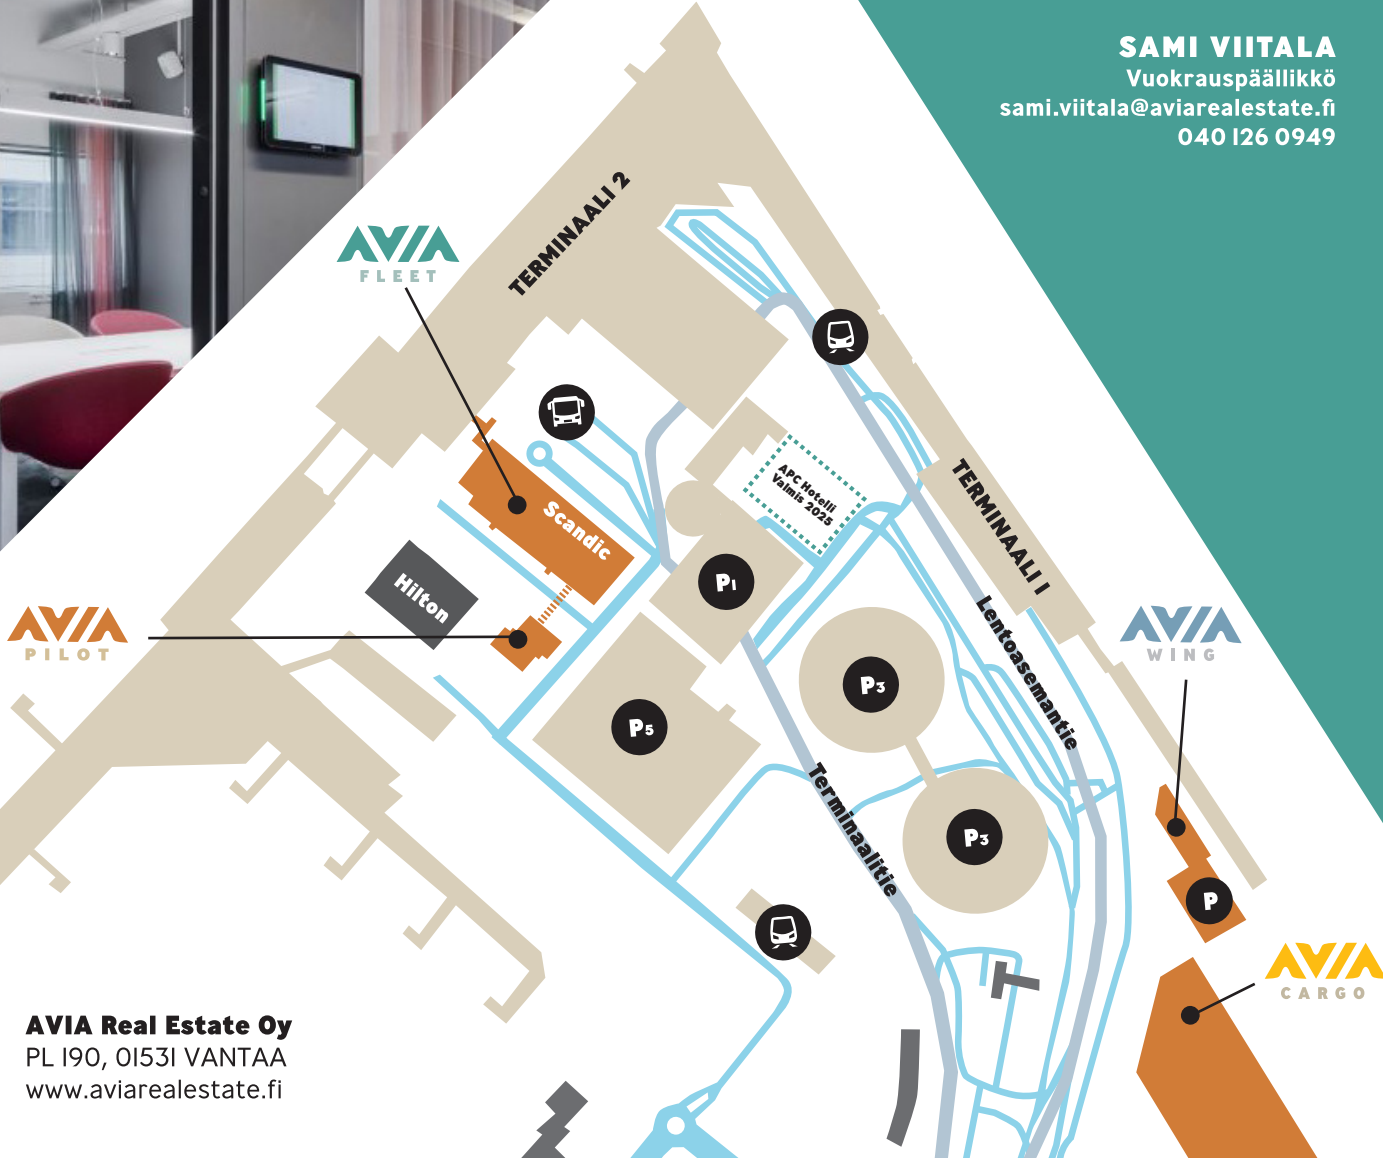 SAMI VIITALA
Vuokrauspäällikkö
sami.viitala@aviarealestate.fi
040 126 0949
TERMINAALI 2
AVIA
FLEET
APC Hotelli
Valmis 2025
Scandic
TERMINAALI 1
Hilton
P1
AVIA
PILOT
Lentoasemantie
AVIA
WING
P3
P5
Terminaalitie
P3
P
AVIA
CARGO
AVIA Real Estate Oy
PL 190, 01531 VANTAA
www.aviarealestate.fi